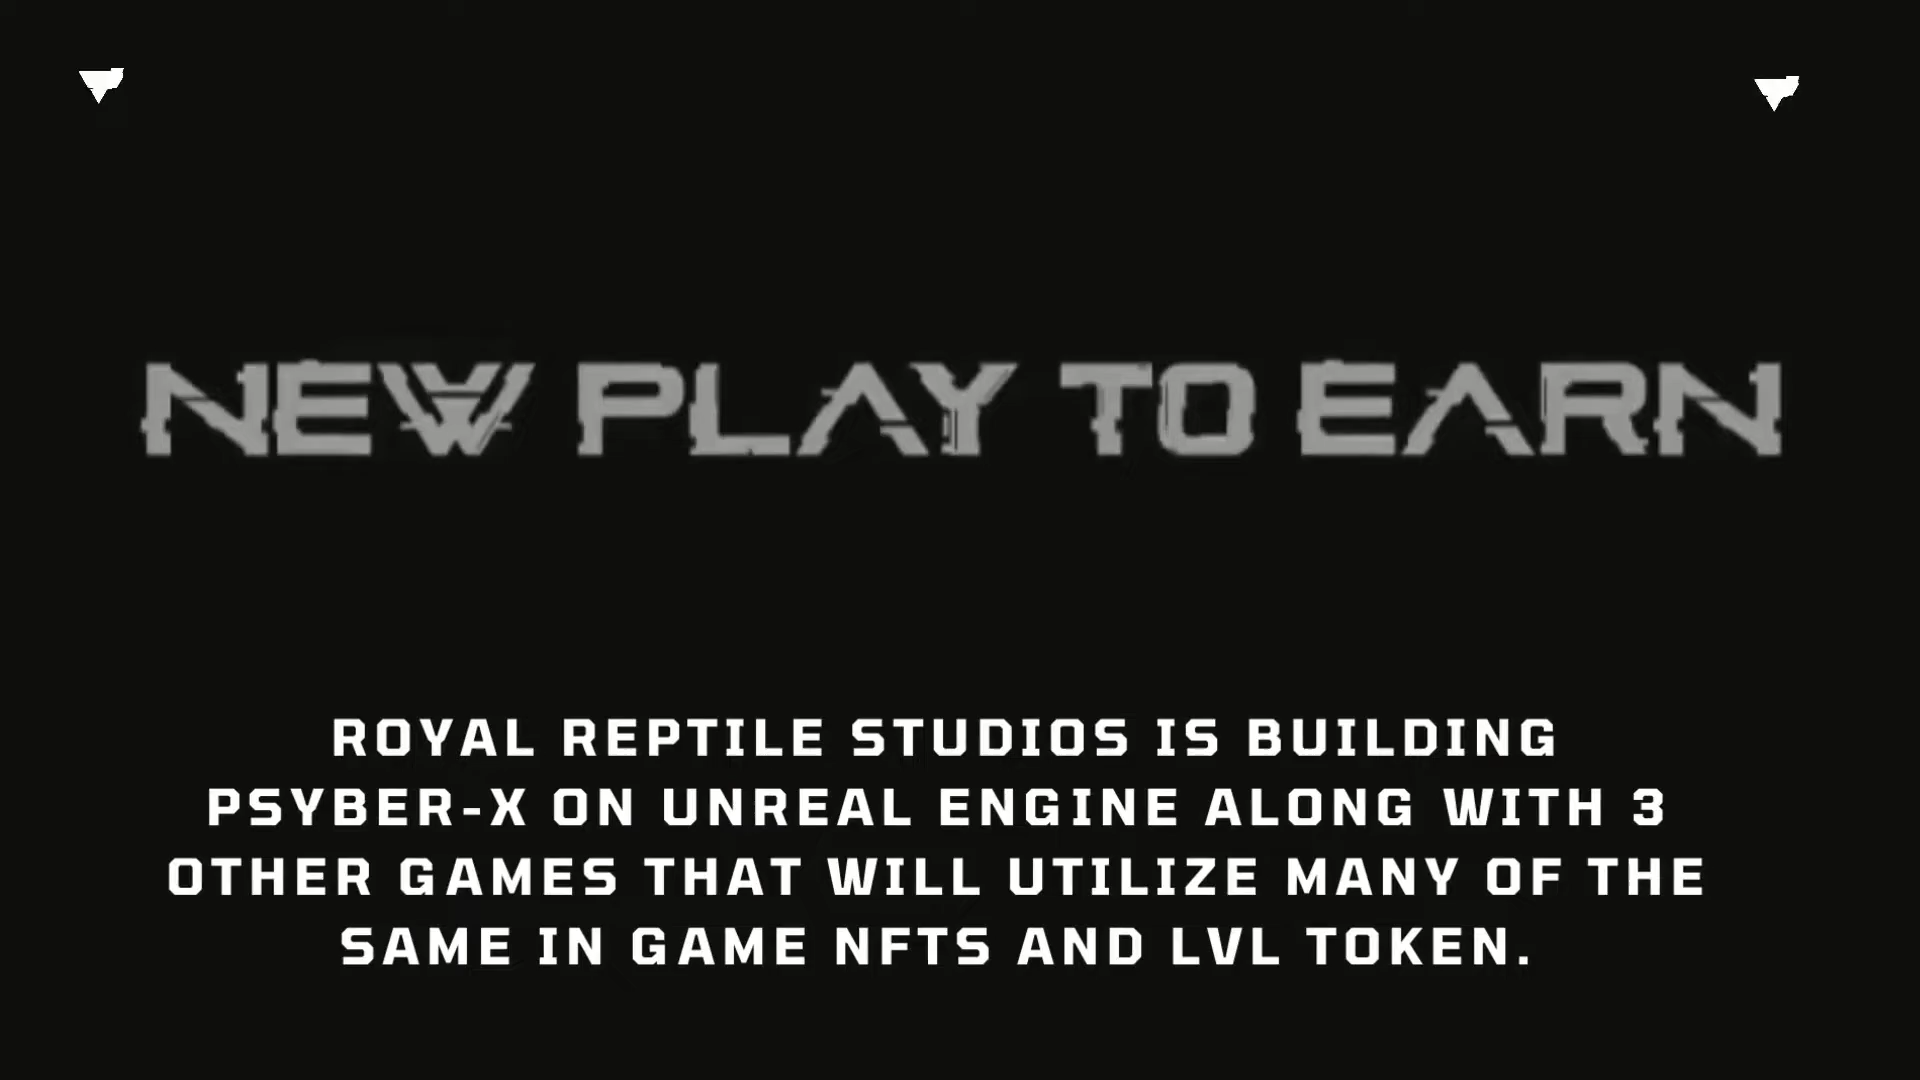 NEW PLAY TO EARN
ROYAL REPTILE STUDIOS IS BUILDING
PSYBER-X ON UNREAL ENGINE ALONG WITH 3
OTHER GAMES THAT WILL UTILIZE MANY OF THE
SAME IN GAME NFTS AND LVL TOKEN.